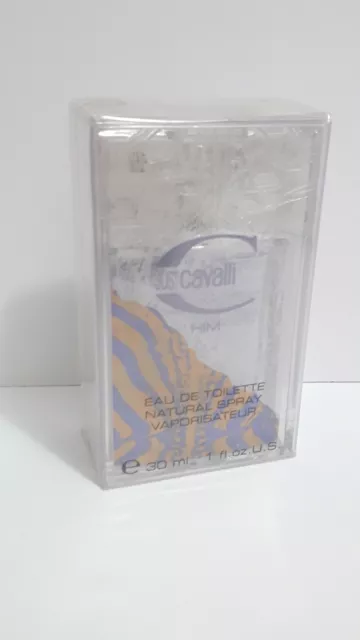 just cavalli
HIM
EAU DE TOILETTE
NATURAL SPRAY
VAPORISATEUR
e 30 ml - 1 fl.oz.U.S.